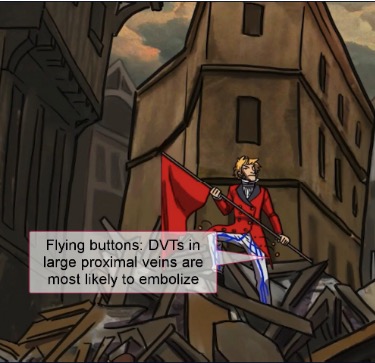 Flying buttons: DVTs in
large proximal veins are
most likely to embolize